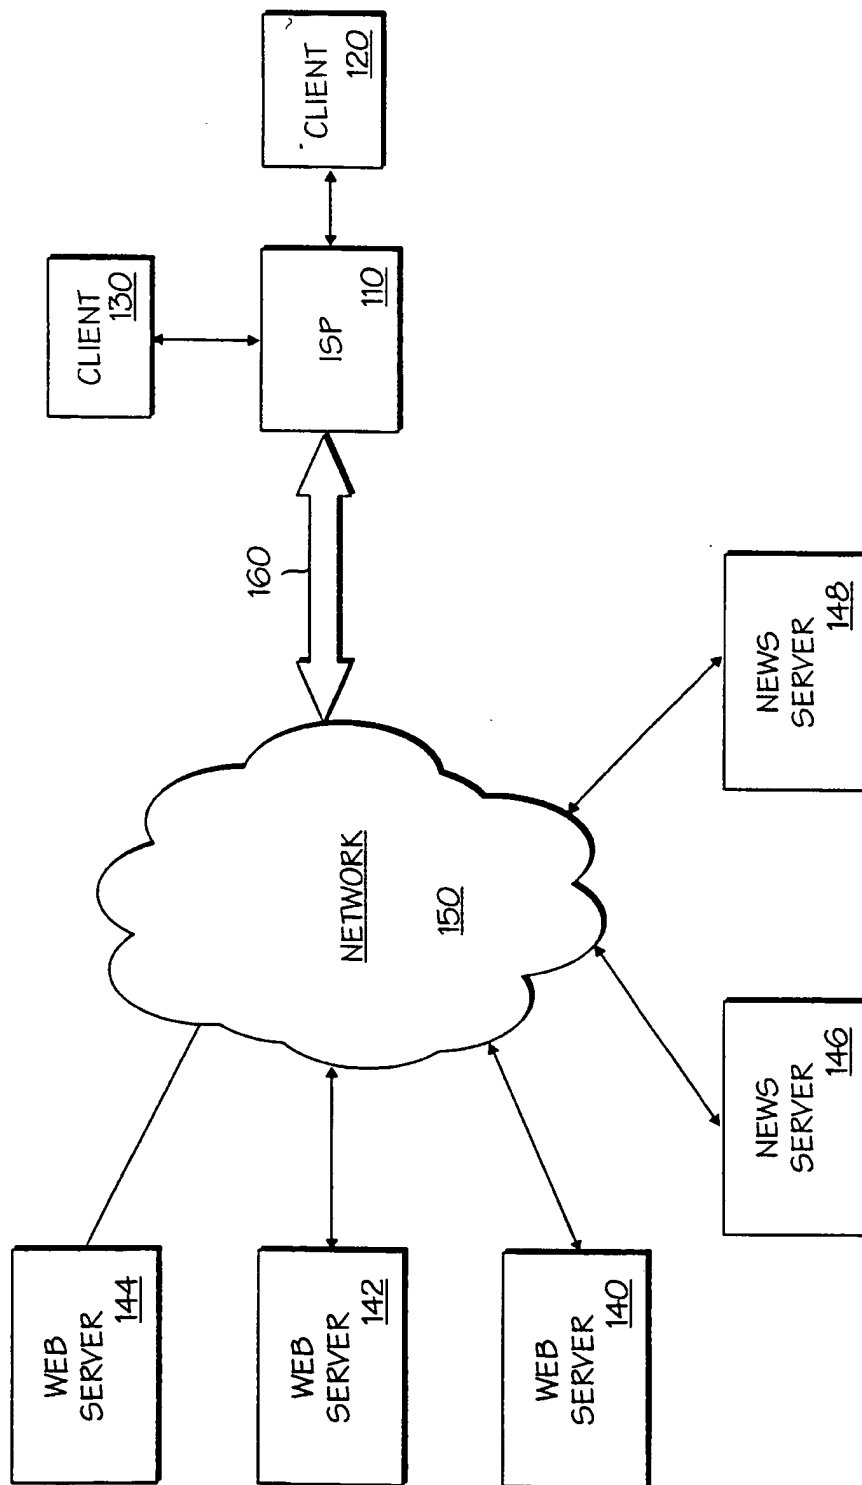 WEB
SERVER
144
WEB
SERVER
142
WEB
SERVER
140
NETWORK
150
160
CLIENT
130
ISP
110
CLIENT
120
NEWS
SERVER
146
NEWS
SERVER
148